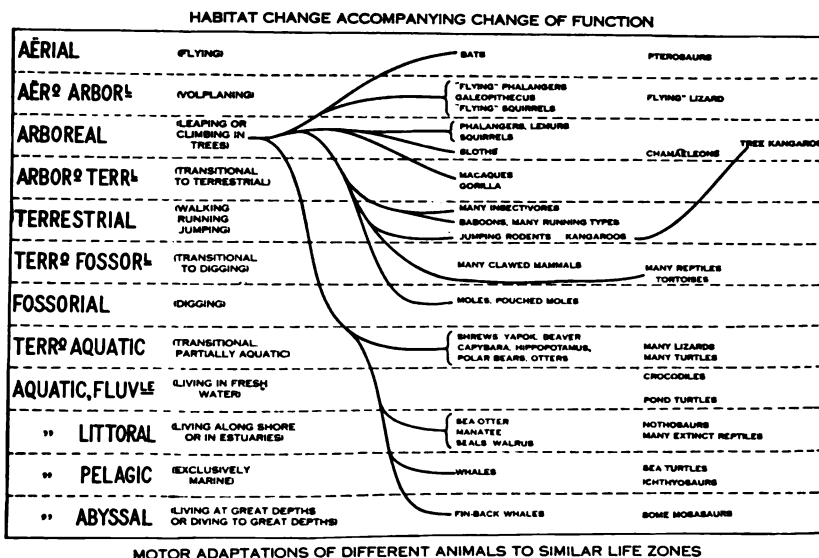 HABITAT CHANGE ACCOMPANYING CHANGE OF FUNCTION
AËRIAL (FLYING) BATS PTEROSAURS
AËRO ARBORL (VOLPLANING) "FLYING" PHALANGERS
GALEOPITHECUS FLYING" LIZARD
"FLYING" SQUIRRELS
ARBOREAL (LEAPING OR
CLIMBING IN
TREES) PHALANGERS, LEMURS
SQUIRRELS
SLOTHS CHAMÆLEONS TREE KANGAROO
ARBORO TERRL (TRANSITIONAL
TO TERRESTRIAL) MACAQUES
GORILLA
TERRESTRIAL (WALKING
RUNNING
JUMPING) MANY INSECTIVORES
BABOONS, MANY RUNNING TYPES
JUMPING RODENTS KANGAROOS
TERRO FOSSORL (TRANSITIONAL
TO DIGGING) MANY CLAWED MAMMALS MANY REPTILES
TORTOISES
FOSSORIAL (DIGGING) MOLES, POUCHED MOLES
TERRO AQUATIC (TRANSITIONAL
PARTIALLY AQUATIC) SHREWS YAPOK, BEAVER
CAPYBARA, HIPPOPOTAMUS, MANY LIZARDS
POLAR BEARS, OTTERS MANY TURTLES
AQUATIC, FLUVLE (LIVING IN FRESH
WATER) CROCODILES
POND TURTLES
" LITTORAL (LIVING ALONG SHORE
OR IN ESTUARIES) SEA OTTER
MANATEE
SEALS WALRUS NOTHOSAURS
MANY EXTINCT REPTILES
" PELAGIC (EXCLUSIVELY
MARINE) WHALES SEA TURTLES
ICHTHYOSAURS
" ABYSSAL (LIVING AT GREAT DEPTHS
OR DIVING TO GREAT DEPTHS) FIN-BACK WHALES SOME MOSASAURS
MOTOR ADAPTATIONS OF DIFFERENT ANIMALS TO SIMILAR LIFE ZONES